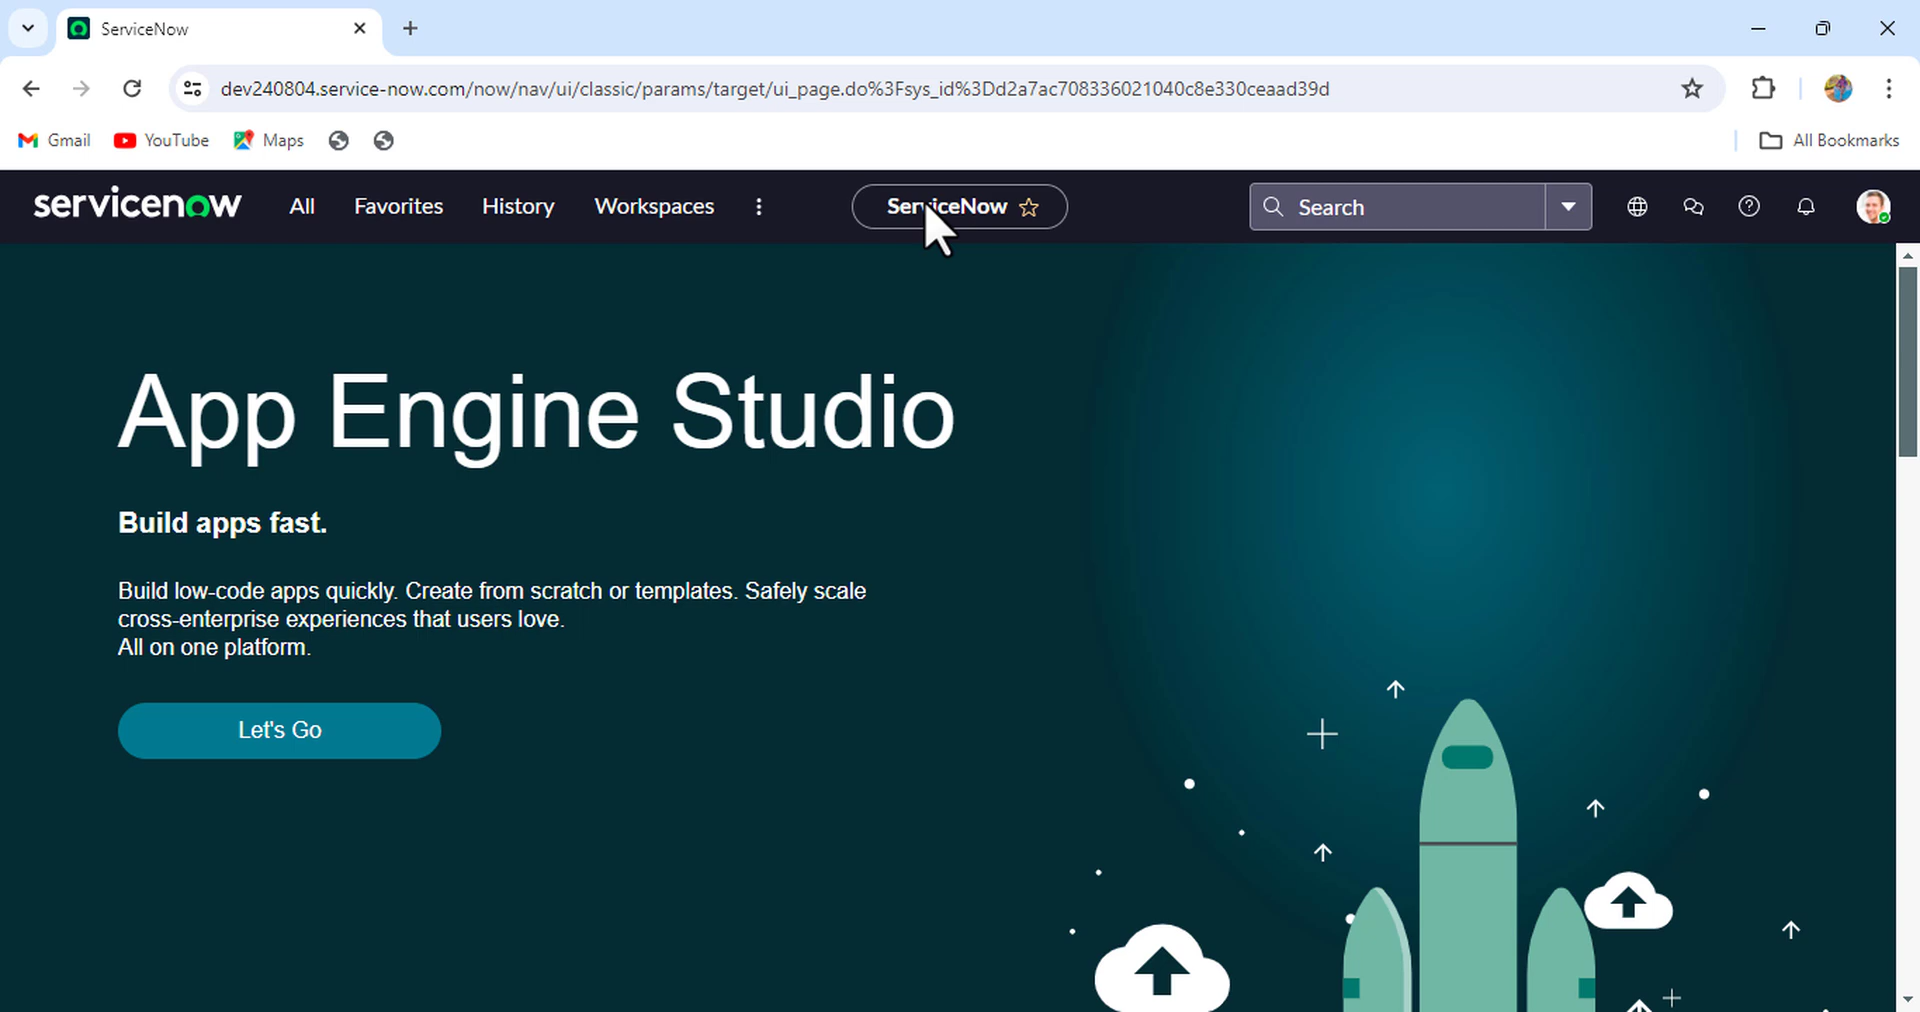 ServiceNow
dev240804.service-now.com/now/nav/ui/classic/params/target/ui_page.do%3Fsys_id%3Dd2a7ac708336021040c8e330ceaad39d
Gmail YouTube Maps All Bookmarks
servicenow All Favorites History Workspaces ServiceNow Search
App Engine Studio
Build apps fast.
Build low-code apps quickly. Create from scratch or templates. Safely scale
cross-enterprise experiences that users love.
All on one platform.
Let's Go